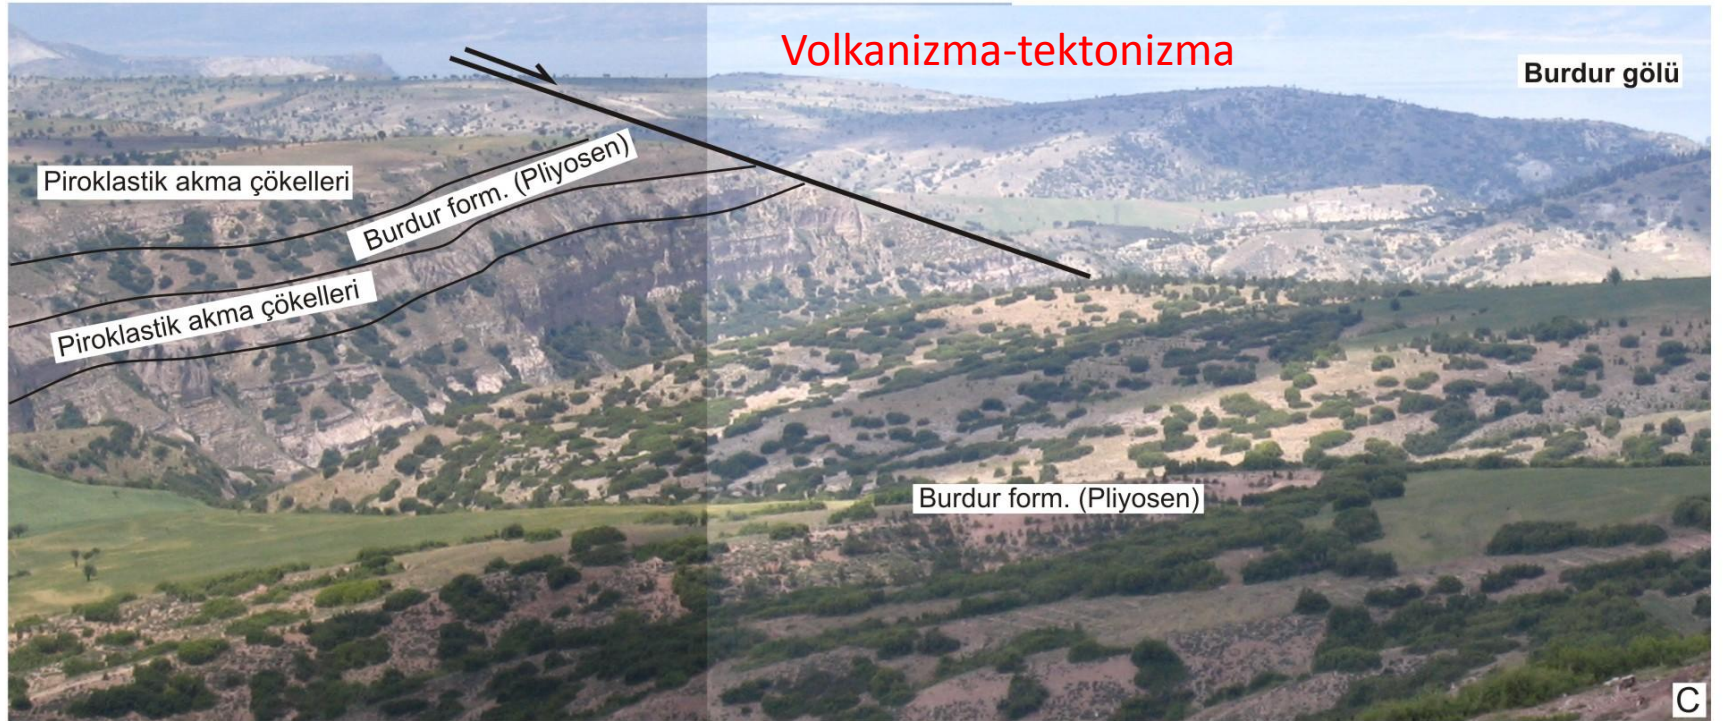 Volkanizma-tektonizma
Burdur gölü
Burdur form. (Pliyosen)
Piroklastik akma çökelleri
Piroklastik akma çökelleri
Burdur form. (Pliyosen)
C